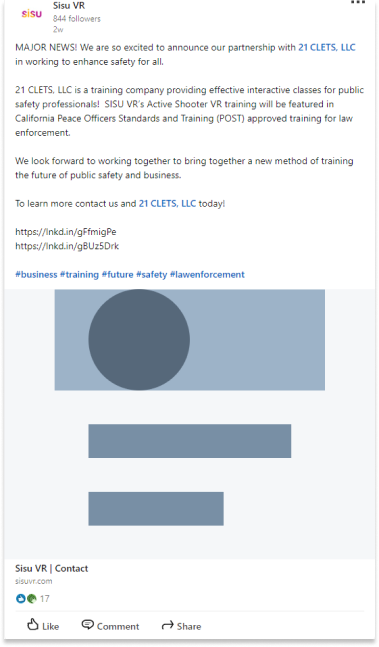 sisu
Sisu VR
844 followers
2w
MAJOR NEWS! We are so excited to announce our partnership with 21 CLETS, LLC
in working to enhance safety for all.
21 CLETS, LLC is a training company providing effective interactive classes for public
safety professionals! SISU VR's Active Shooter VR training will be featured in
California Peace Officers Standards and Training (POST) approved training for law
enforcement.
We look forward to working together to bring together a new method of training
the future of public safety and business.
To learn more contact us and 21 CLETS, LLC today!
https://lnkd.in/gFfmigPe
https://lnkd.in/gBUz5Drk
#business #training #future #safety #lawenforcement
Sisu VR | Contact
sisuvr.com
17
Like Comment Share